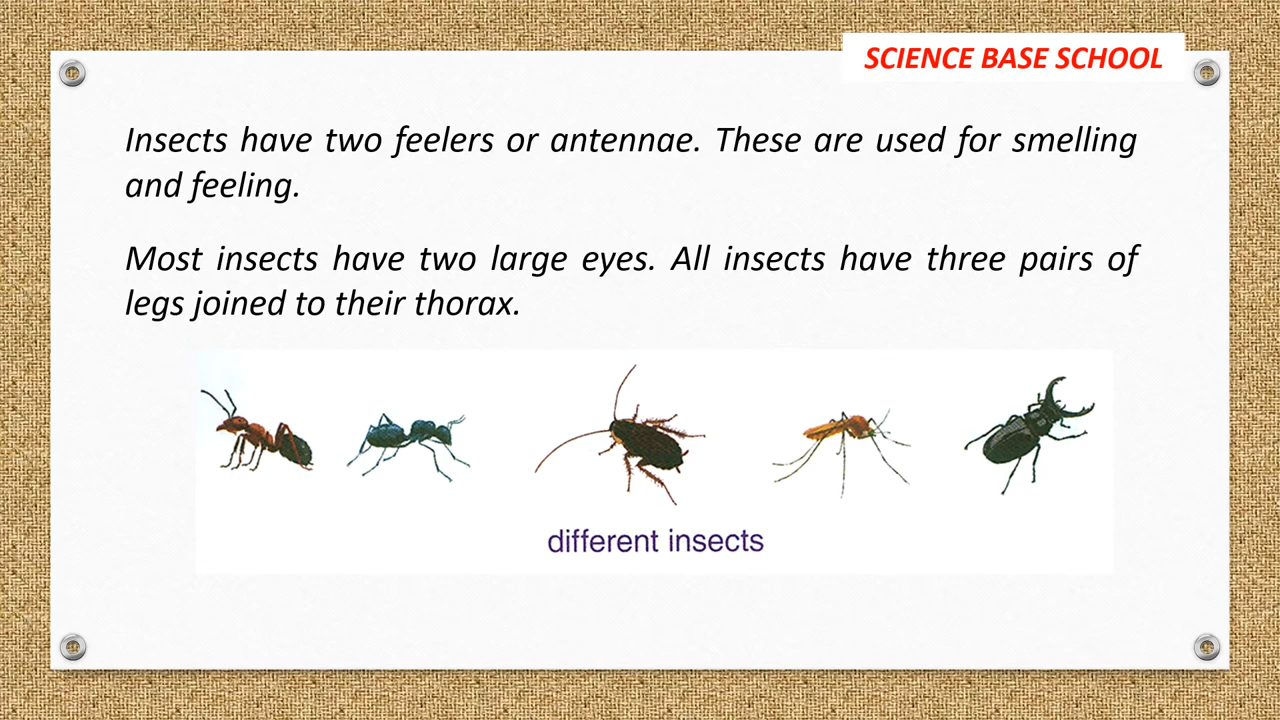 SCIENCE BASE SCHOOL
Insects have two feelers or antennae. These are used for smelling
and feeling.
Most insects have two large eyes. All insects have three pairs of
legs joined to their thorax.
different insects